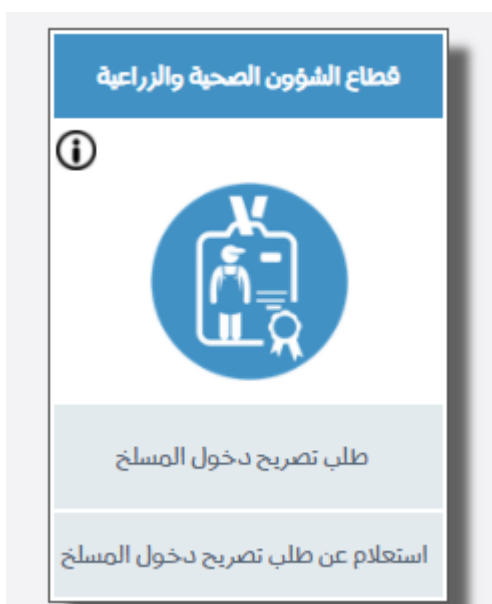 قطاع الشؤون الصحية والزراعية
طلب تصريح دخول المسلخ
استعلام عن طلب تصريح دخول المسلخ